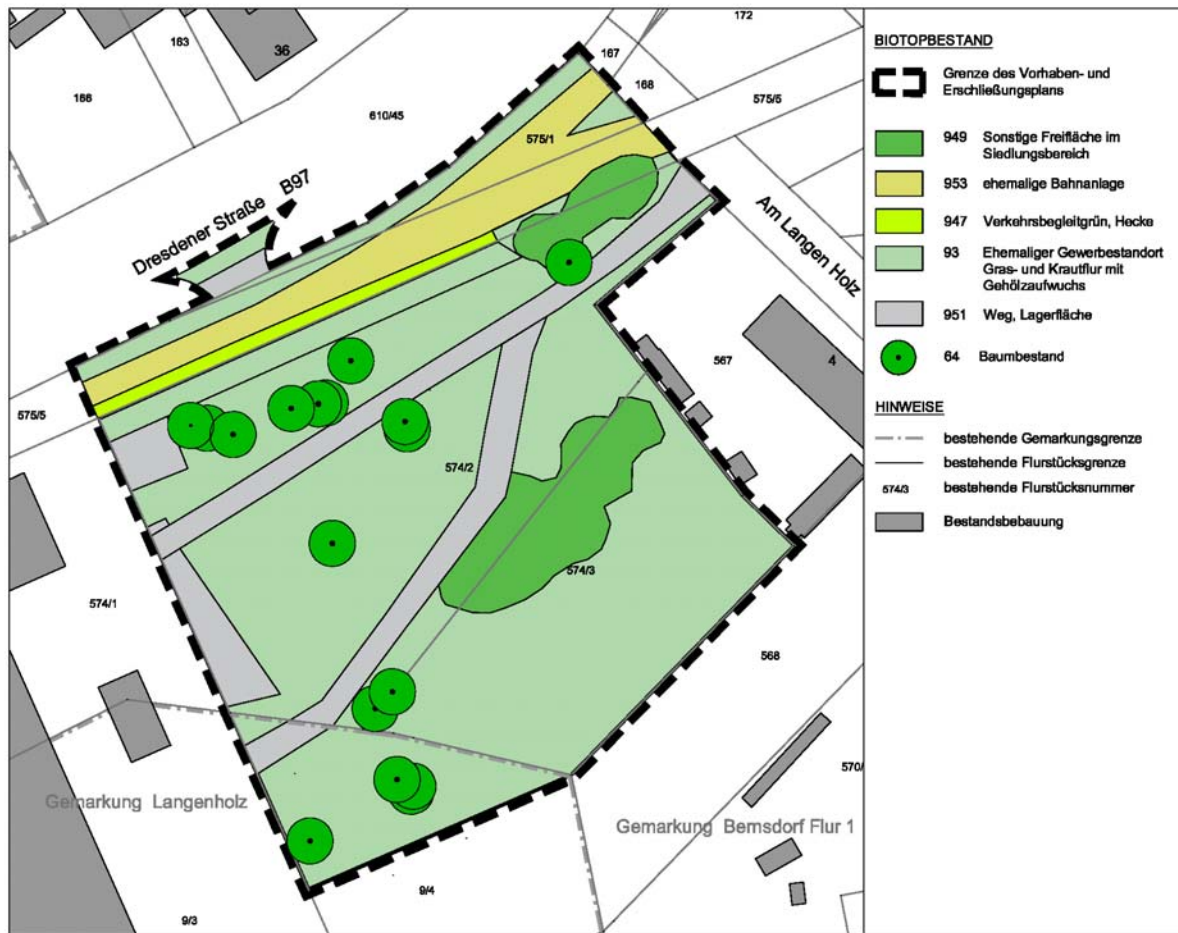 172
163
36
166
167
168
610/45
575/5
575/1
Dresdener Straße B97
Am Langen Holz
567
4
575/5
574/2
574/3
574/1
568
570/
Gemarkung Langenholz
Gemarkung Bernsdorf Flur 1
9/4
9/3
BIOTOPBESTAND
Grenze des Vorhaben- und
Erschließungsplans
949 Sonstige Freifläche im
Siedlungsbereich
953 ehemalige Bahnanlage
947 Verkehrsbegleitgrün, Hecke
93 Ehemaliger Gewerbestandort
Gras- und Krautflur mit
Gehölzaufwuchs
951 Weg, Lagerfläche
64 Baumbestand
HINWEISE
bestehende Gemarkungsgrenze
bestehende Flurstücksgrenze
574/3 bestehende Flurstücksnummer
Bestandsbebauung